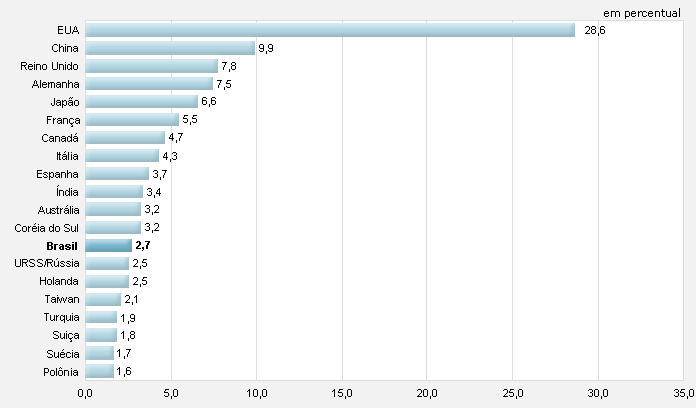 em percentual
EUA 28,6
China 9,9
Reino Unido 7,8
Alemanha 7,5
Japão 6,6
França 5,5
Canadá 4,7
Itália 4,3
Espanha 3,7
Índia 3,4
Austrália 3,2
Coréia do Sul 3,2
Brasil 2,7
URSS/Rússia 2,5
Holanda 2,5
Taiwan 2,1
Turquia 1,9
Suiça 1,8
Suécia 1,7
Polônia 1,6
0,0 5,0 10,0 15,0 20,0 25,0 30,0 35,0